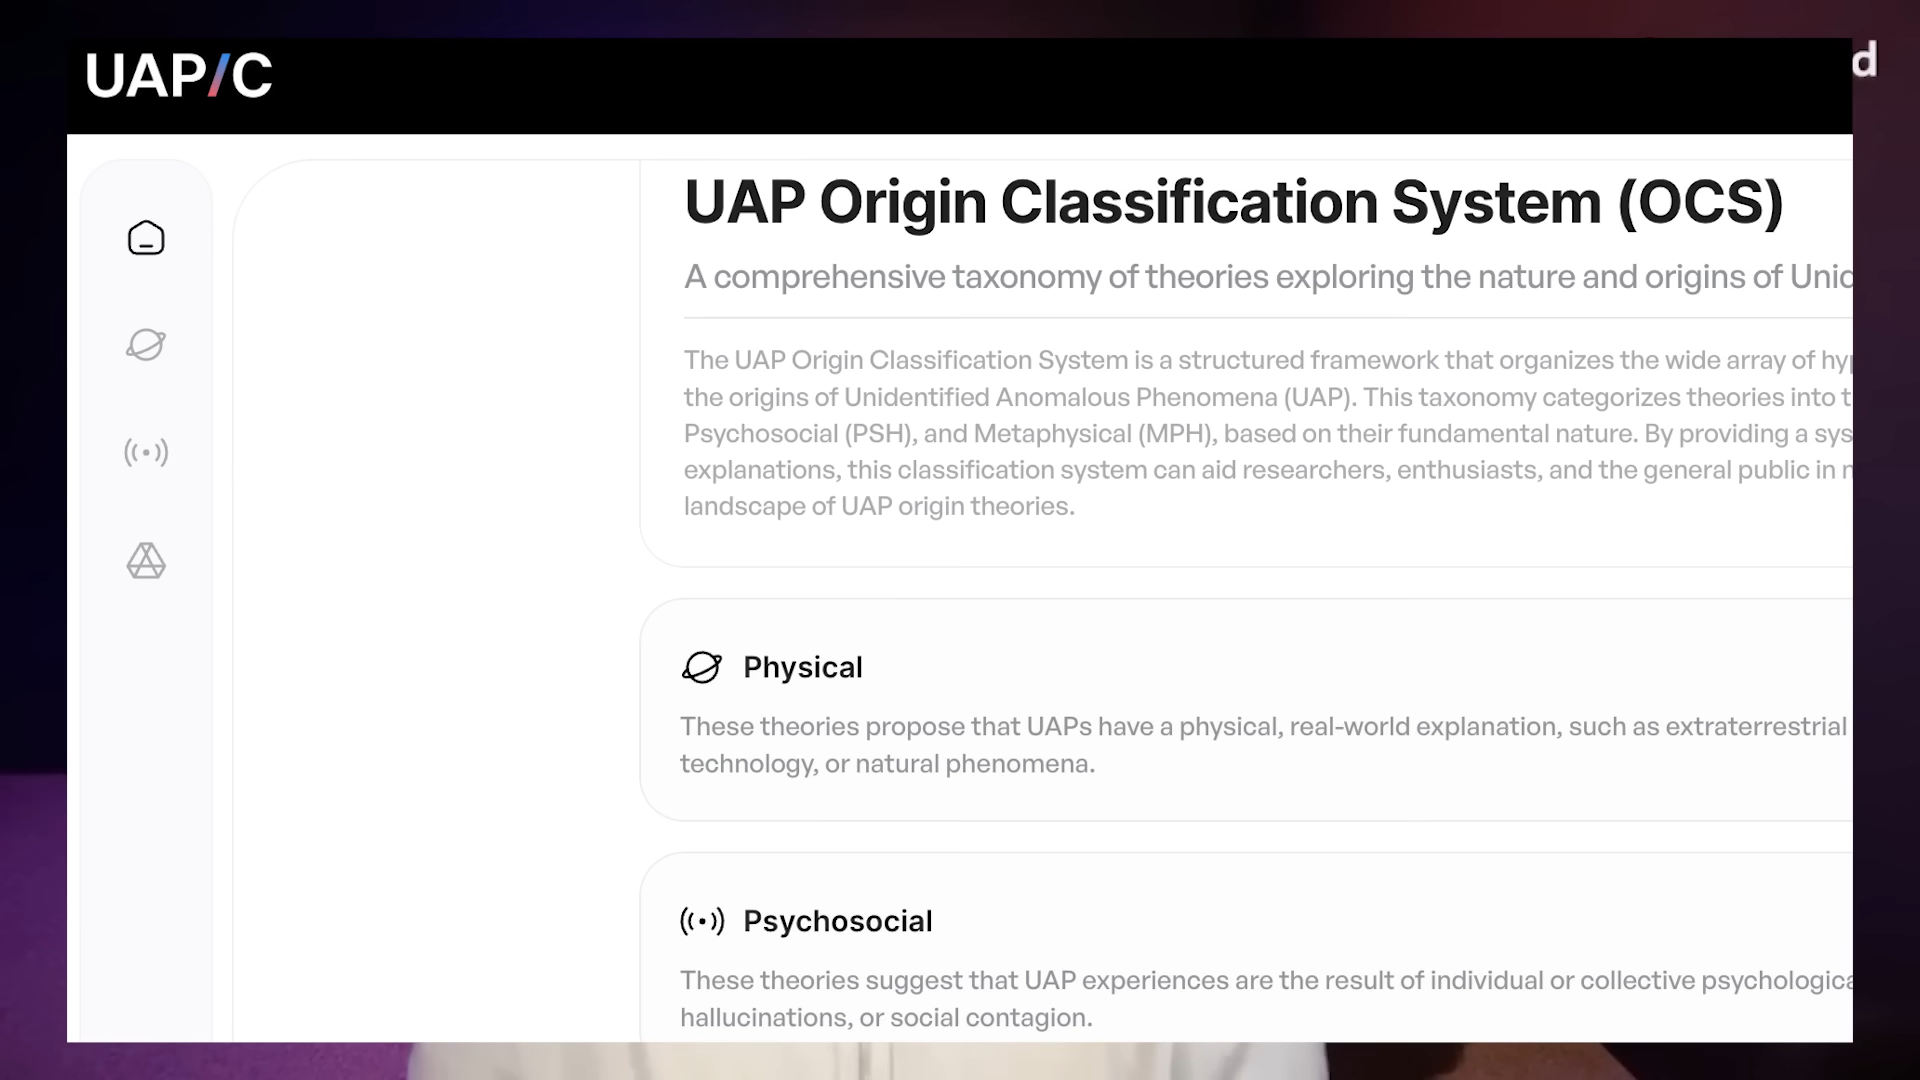 UAP/C
d
UAP Origin Classification System (OCS)
A comprehensive taxonomy of theories exploring the nature and origins of
The UAP Origin Classification System is a structured framework that organizes the wide array of
the origins of Unidentified Anomalous Phenomena (UAP). This taxonomy categorizes theories into
Psychosocial (PSH), and Metaphysical (MPH), based on their fundamental nature. By providing a
explanations, this classification system can aid researchers, enthusiasts, and the general public in
landscape of UAP origin theories.
Physical
These theories propose that UAPs have a physical, real-world explanation, such as extraterrestrial
technology, or natural phenomena.
Psychosocial
These theories suggest that UAP experiences are the result of individual or collective
hallucinations, or social contagion.